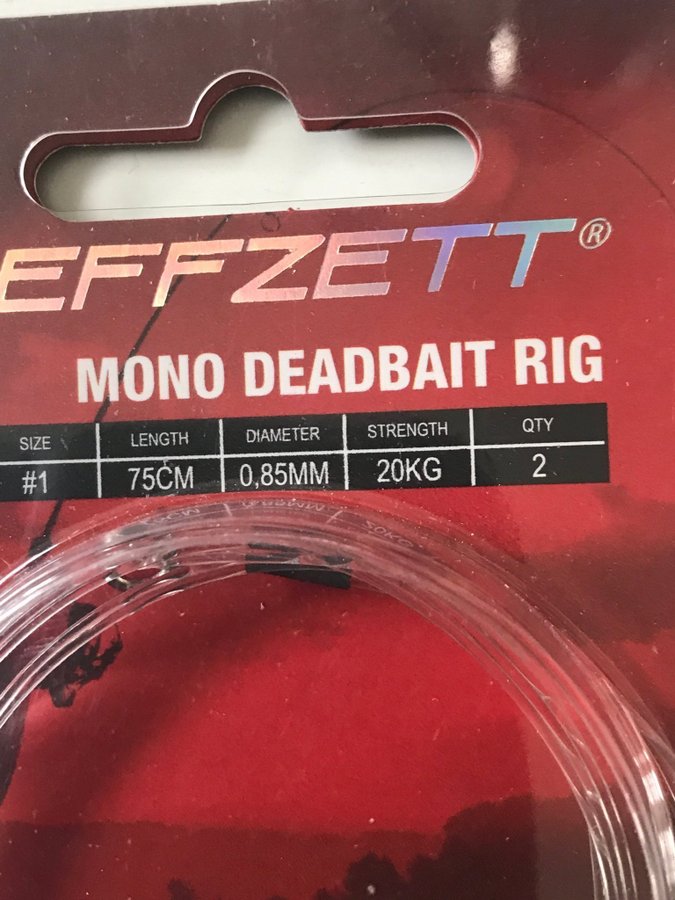 EFFZETT®
MONO DEADBAIT RIG
SIZE LENGTH DIAMETER STRENGTH QTY
#1 75CM 0,85MM 20KG 2